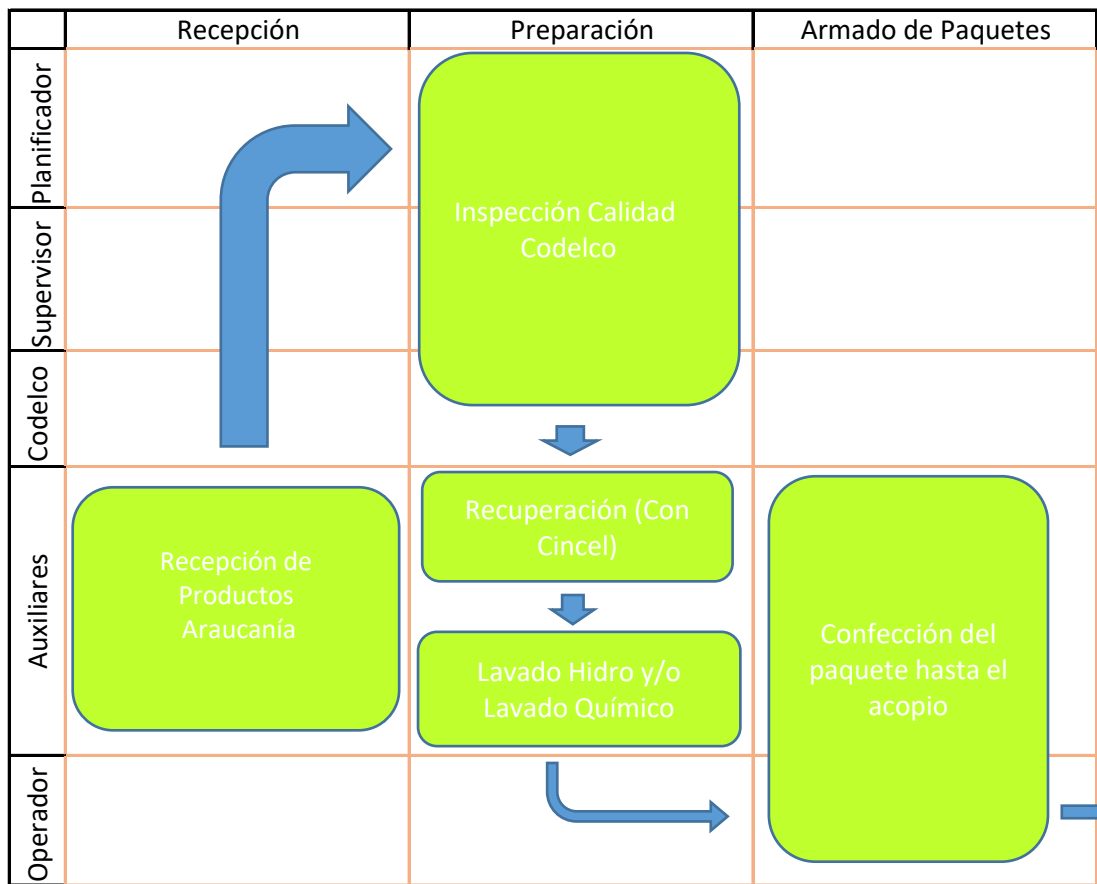 Recepción
Preparación
Armado de Paquetes
Planificador
Supervisor
Codelco
Auxiliares
Operador
Inspección Calidad
Codelco
Recuperación (Con
Cincel)
Recepción de
Productos
Araucanía
Lavado Hidro y/o
Lavado Químico
Confección del
paquete hasta el
acopio